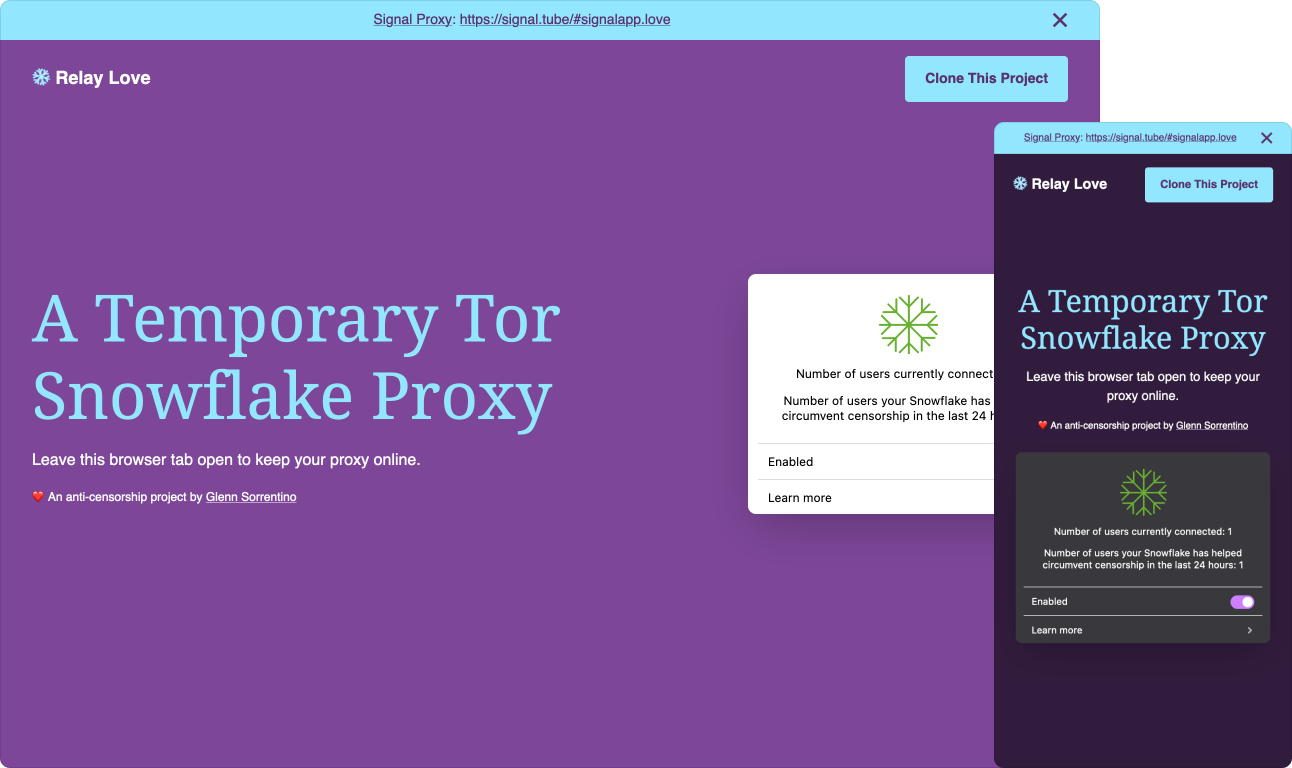 Signal Proxy: https://signal.tube/#signalapp.love
Relay Love
Clone This Project
A Temporary Tor
Snowflake Proxy
Leave this browser tab open to keep your proxy online.
An anti-censorship project by Glenn Sorrentino
Number of users currently connect
Number of users your Snowflake has
circumvent censorship in the last 24 h
Enabled
Learn more
Signal Proxy: https://signal.tube/#signalapp.love
Relay Love
Clone This Project
A Temporary Tor
Snowflake Proxy
Leave this browser tab open to keep your
proxy online.
An anti-censorship project by Glenn Sorrentino
Number of users currently connected: 1
Number of users your Snowflake has helped
circumvent censorship in the last 24 hours: 1
Enabled
Learn more